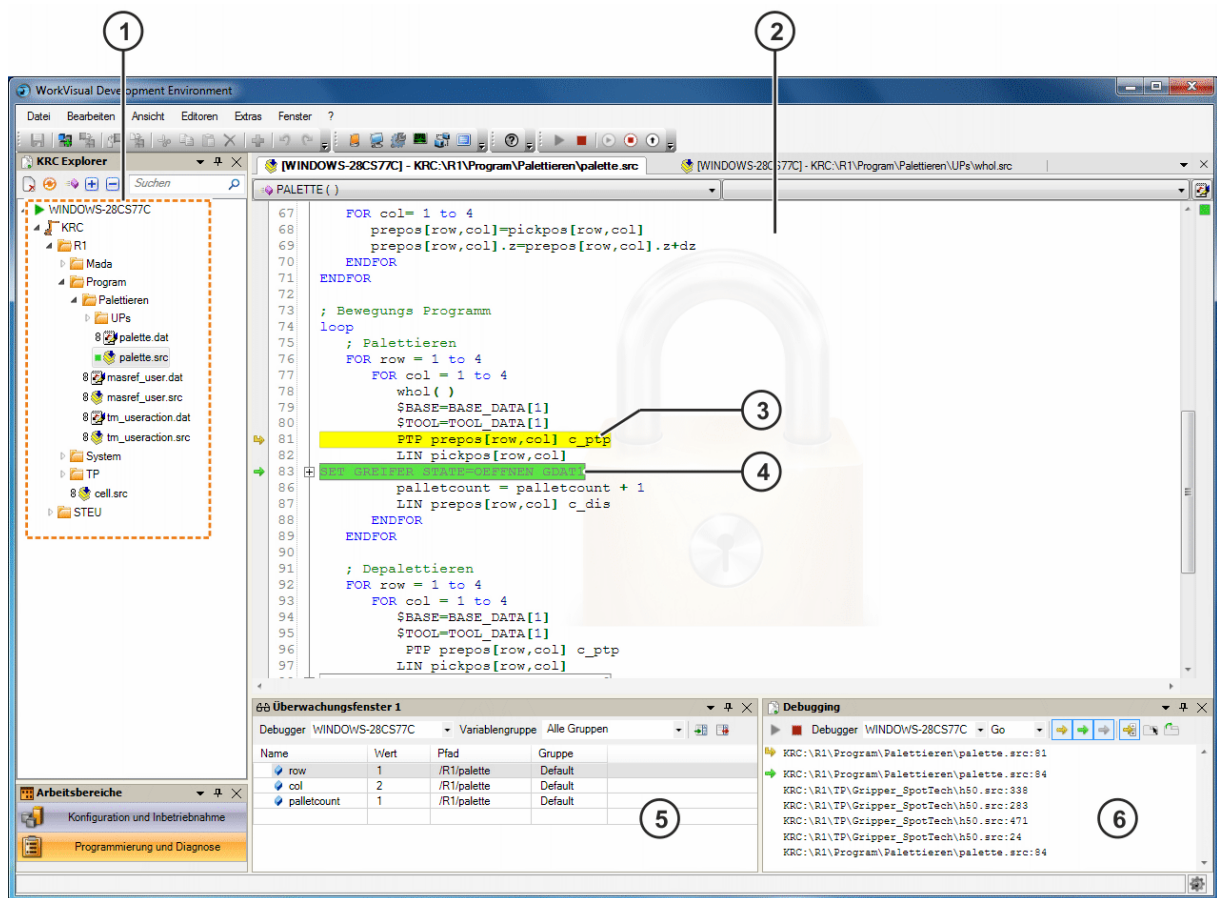 1
2
WorkVisual Development Environment
Datei Bearbeiten Ansicht Editoren Extras Fenster ?
KRC Explorer
Suchen
WINDOWS-28CS77C
KRC
R1
Mada
Program
Palettieren
UPs
8 palette.dat
palette.src
8 masref_user.dat
8 masref_user.src
8 tm_useraction.dat
8 tm_useraction.src
System
TP
8 cell.src
STEU
[WINDOWS-28CS77C] - KRC:\R1\Program\Palettieren\palette.src
[WINDOWS-28CS77C] - KRC:\R1\Program\Palettieren\UPs\whol.src
PALETTE ( )
67 FOR col= 1 to 4
68 prepos[row,col]=pickpos[row,col]
69 prepos[row,col].z=prepos[row,col].z+dz
70 ENDFOR
71 ENDFOR
72
73 ; Bewegungs Programm
74 loop
75 ; Palettieren
76 FOR row = 1 to 4
77 FOR col = 1 to 4
78 whol( )
79 $BASE=BASE_DATA[1]
80 $TOOL=TOOL_DATA[1]
81 PTP prepos[row,col] c_ptp
3
82 LIN pickpos[row,col]
83 SET GREIFER STATE=OEFFNEN GDAT1
4
86 palletcount = palletcount + 1
87 LIN prepos[row,col] c_dis
88 ENDFOR
89 ENDFOR
90
91 ; Depalettieren
92 FOR row = 1 to 4
93 FOR col = 1 to 4
94 $BASE=BASE_DATA[1]
95 $TOOL=TOOL_DATA[1]
96 PTP prepos[row,col] c_ptp
97 LIN pickpos[row,col]
Arbeitsbereiche
Konfiguration und Inbetriebnahme
Programmierung und Diagnose
Überwachungsfenster 1
Debugger WINDOWS-28CS77C Variablengruppe Alle Gruppen
Name Wert Pfad Gruppe
row 1 /R1/palette Default
col 2 /R1/palette Default
palletcount 1 /R1/palette Default
5
Debugging
Debugger WINDOWS-28CS77C Go
KRC:\R1\Program\Palettieren\palette.src:81
KRC:\R1\Program\Palettieren\palette.src:84
KRC:\R1\TP\Gripper_SpotTech\h50.src:338
KRC:\R1\TP\Gripper_SpotTech\h50.src:283
KRC:\R1\TP\Gripper_SpotTech\h50.src:471
KRC:\R1\TP\Gripper_SpotTech\h50.src:24
KRC:\R1\Program\Palettieren\palette.src:84
6